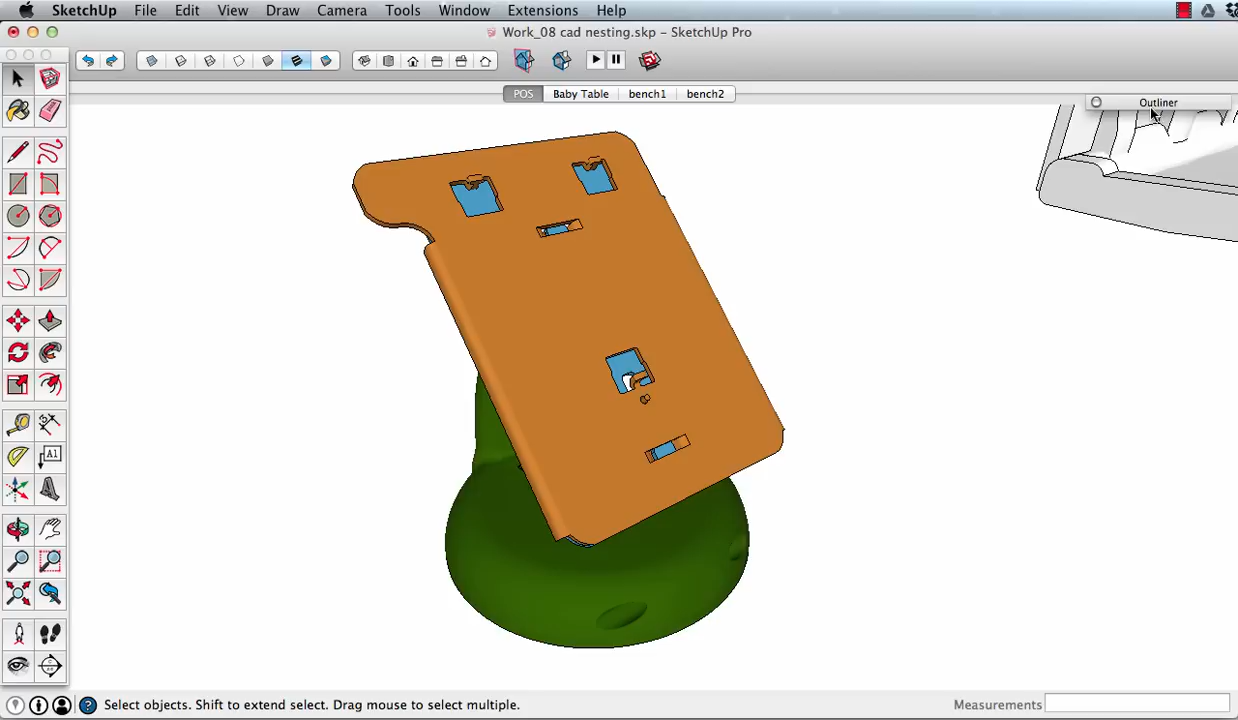 SketchUp File Edit View Draw Camera Tools Window Extensions Help
Work_08 cad nesting.skp – SketchUp Pro
POS Baby Table bench1 bench2
Outliner
A1
Select objects. Shift to extend select. Drag mouse to select multiple.
Measurements